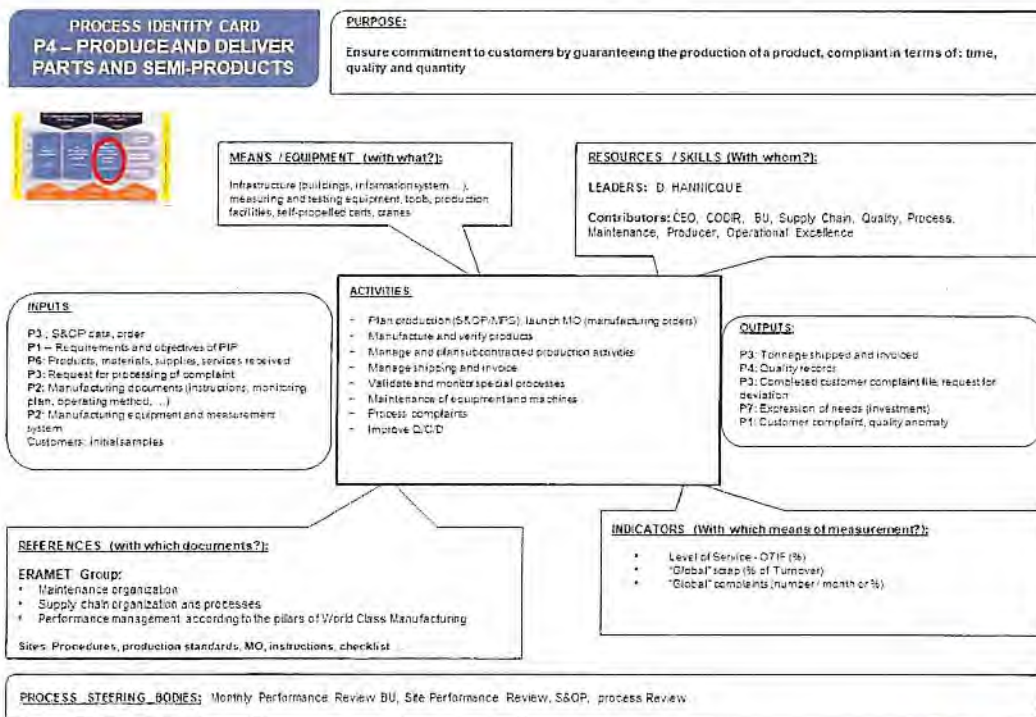 PROCESS IDENTITY CARD
P4 – PRODUCE AND DELIVER
PARTS AND SEMI-PRODUCTS
PURPOSE:
Ensure commitment to customers by guaranteeing the production of a product, compliant in terms of: time,
quality and quantity
MEANS / EQUIPMENT (with what?):
Infrastructure (buildings, information system ...),
measuring and testing equipment, tools, production
facilities, self-propelled carts, cranes
RESOURCES / SKILLS (With whom?):
LEADERS: D. HANNICQUE
Contributors: CEO, CODIR, BU, Supply Chain, Quality, Process,
Maintenance, Producer, Operational Excellence
INPUTS:
P3 : S&OP data, order
P1 – Requirements and objectives of PIP
P6: Products, materials, supplies, services received
P3: Request for processing of complaint
P2: Manufacturing documents (instructions, monitoring
plan, operating method, ...)
P2: Manufacturing equipment and measurement
system
Customers: initial samples
ACTIVITIES:
- Plan production (S&OP/MPS), launch MO (manufacturing orders)
- Manufacture and verify products
- Manage and plan subcontracted production activities
- Manage shipping and invoice
- Validate and monitor special processes
- Maintenance of equipment and machines
- Process complaints
- Improve Q/C/D
OUTPUTS:
P3: Tonnage shipped and invoiced
P4: Quality records
P3: Completed customer complaint file, request for
deviation
P7: Expression of needs (investment)
P1: Customer complaint, quality anomaly
REFERENCES (with which documents?):
ERAMET Group:
• Maintenance organization
• Supply chain organization and processes
• Performance management according to the pillars of World Class Manufacturing
Sites: Procedures, production standards, MO, instructions, checklist ...
INDICATORS (With which means of measurement?):
• Level of Service - OTIF (%)
• "Global" scrap (% of Turnover)
• "Global" complaints (number / month or %)
PROCESS STEERING BODIES: Monthly Performance Review BU, Site Performance Review, S&OP, process Review